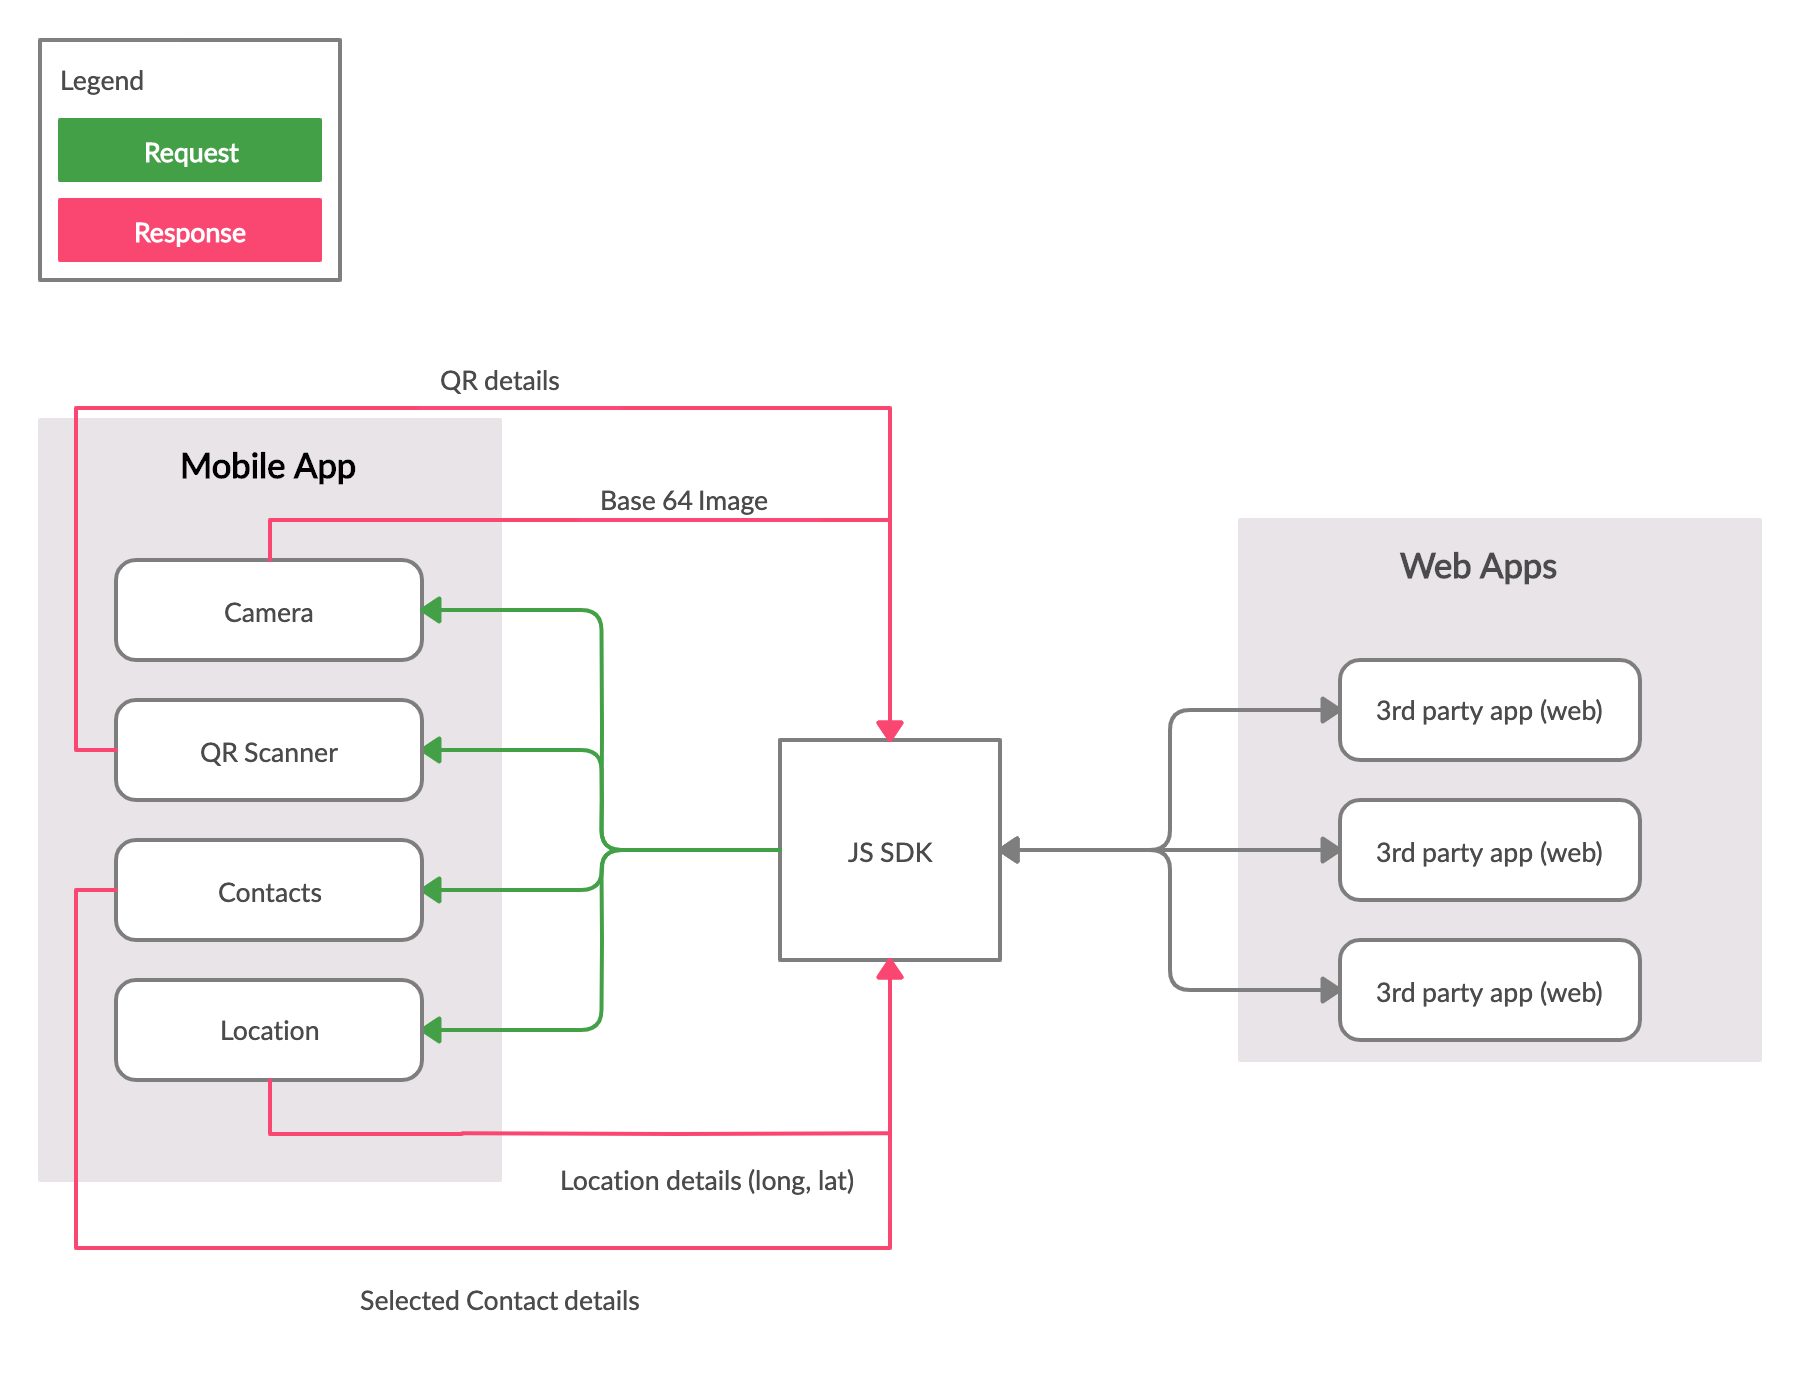 Legend
Request
Response
QR details
Mobile App
Base 64 Image
Web Apps
Camera
3rd party app (web)
QR Scanner
JS SDK
3rd party app (web)
Contacts
3rd party app (web)
Location
Location details (long, lat)
Selected Contact details